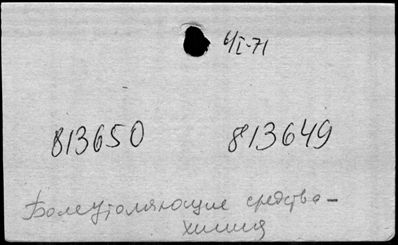 6/I-71
813650 813649
Болеутоляющие средства -
химия